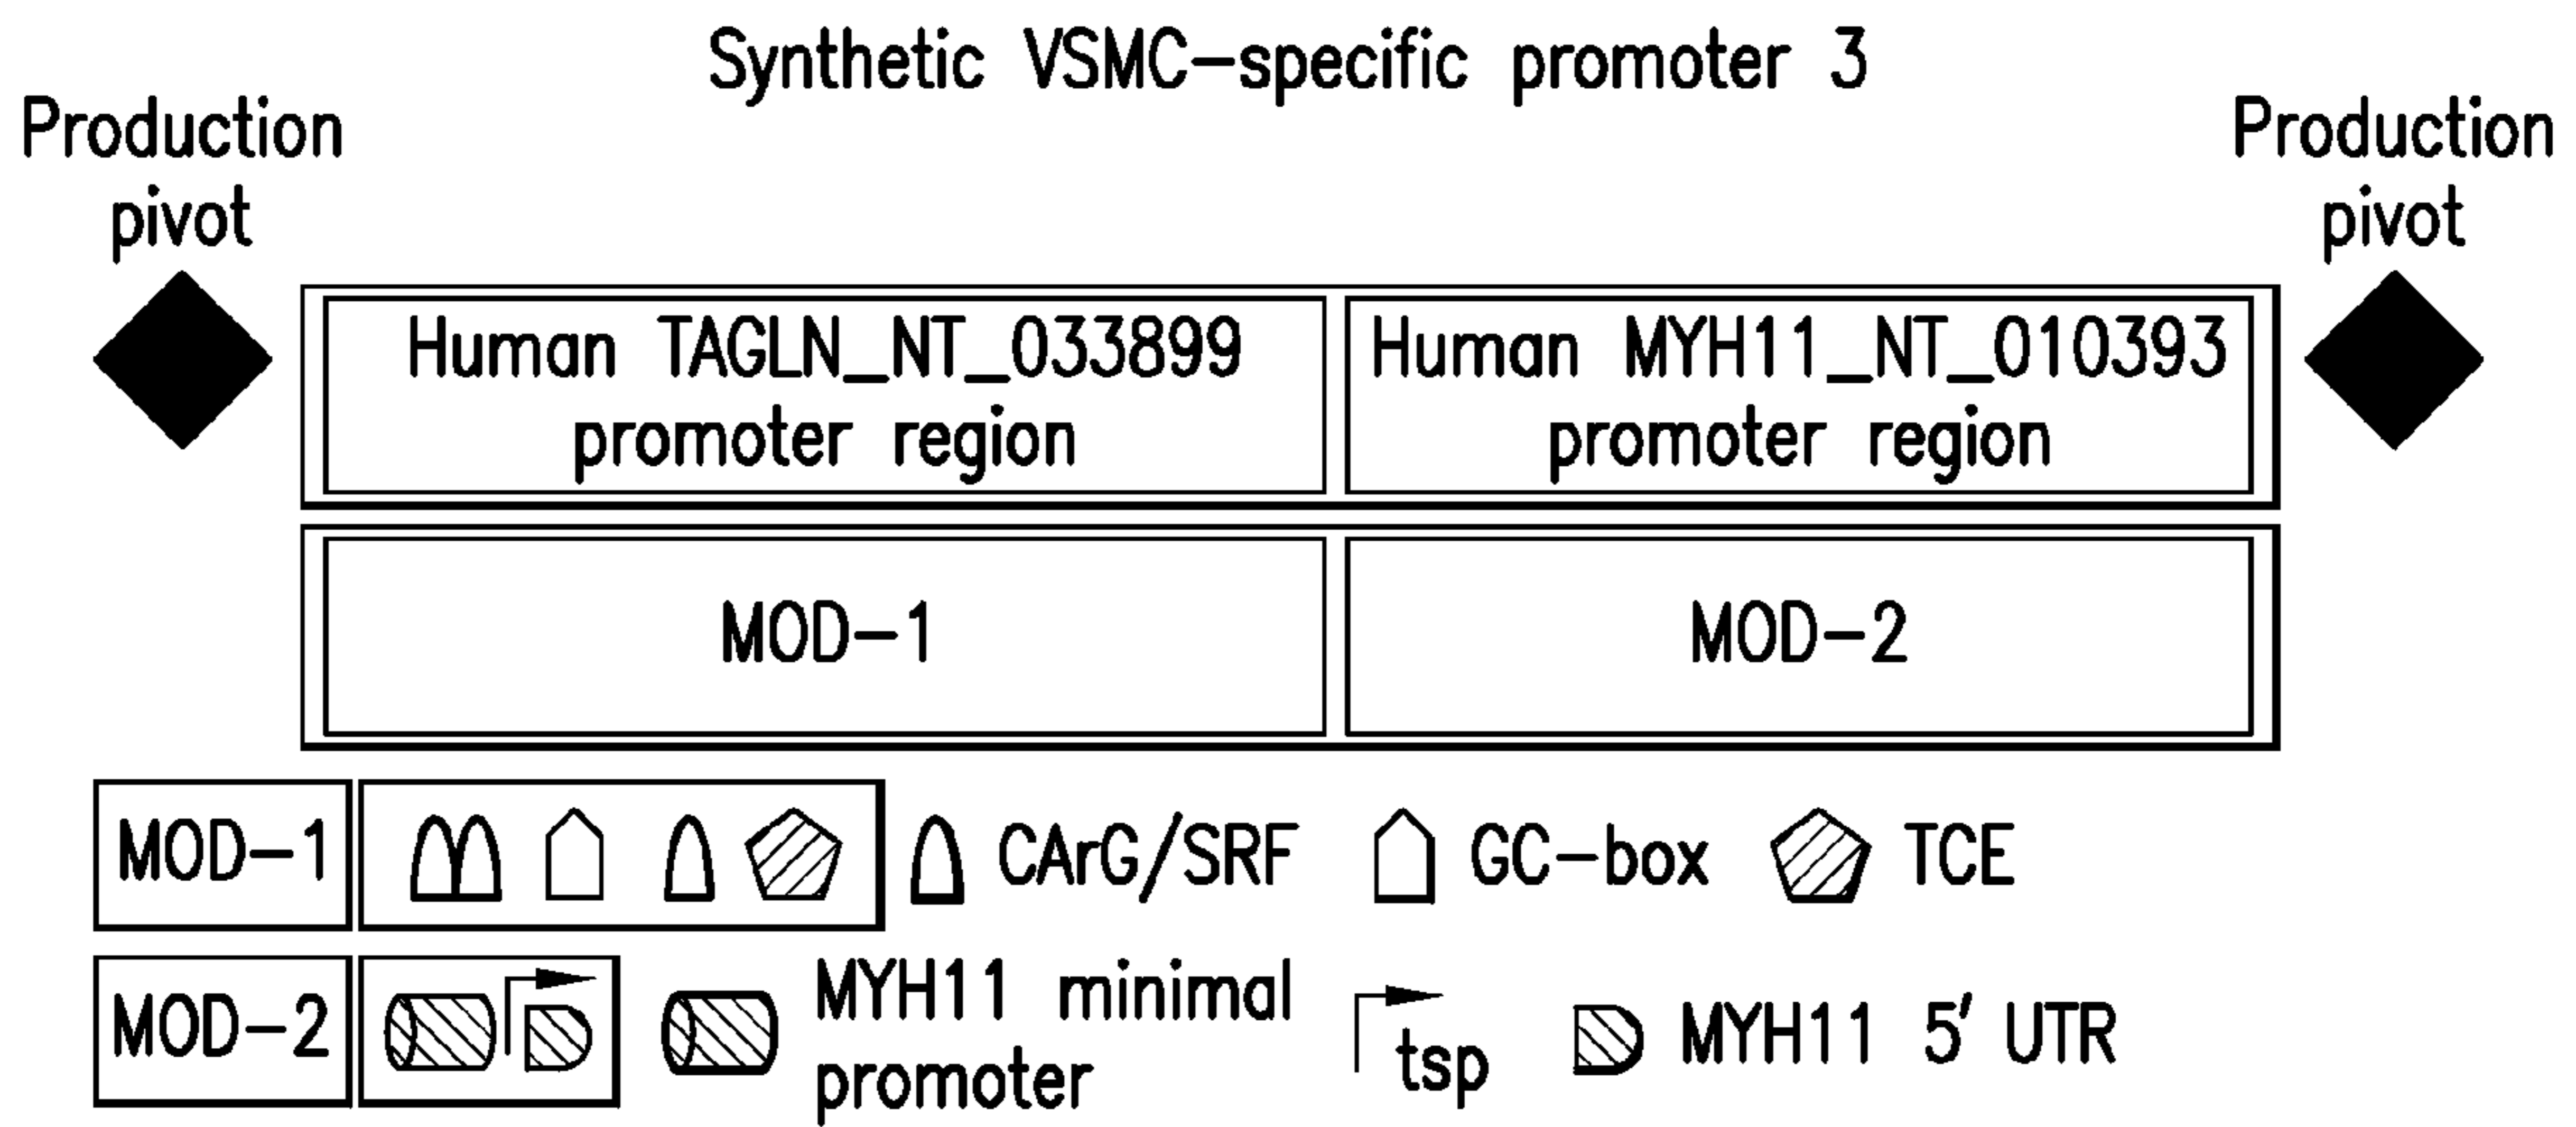 Synthetic VSMC-specific promoter 3
Production
pivot
Production
pivot
Human TAGLN_NT_033899
promoter region
Human MYH11_NT_010393
promoter region
MOD-1
MOD-2
MOD-1
CArG/SRF
GC-box
TCE
MOD-2
MYH11 minimal
promoter
tsp
MYH11 5' UTR